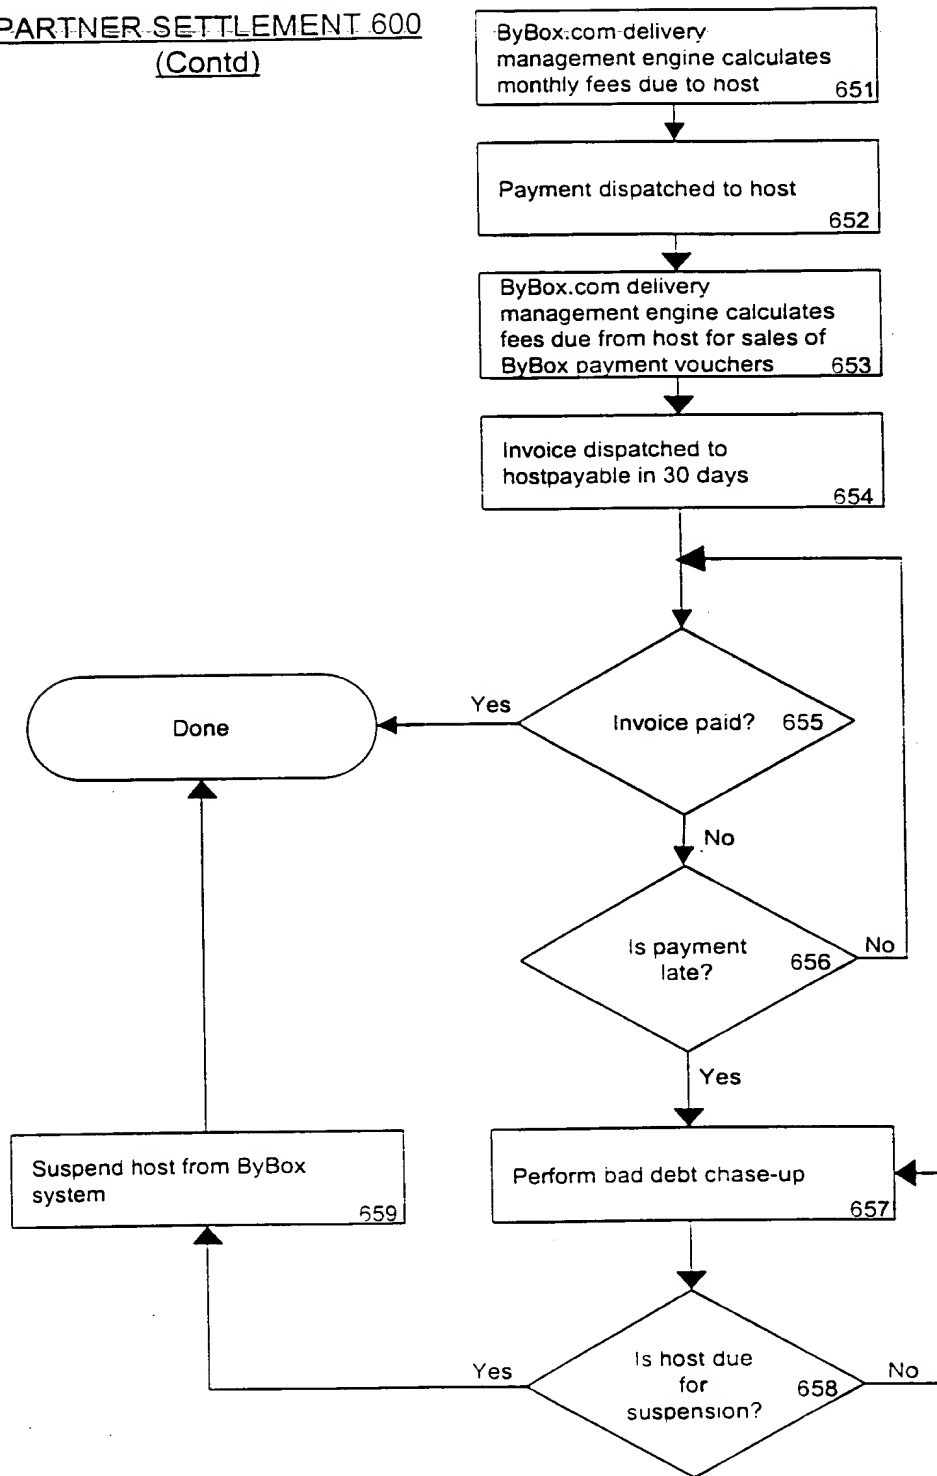 PARTNER SETTLEMENT 600
(Contd)
ByBox.com delivery
management engine calculates
monthly fees due to host
651
Payment dispatched to host
652
ByBox.com delivery
management engine calculates
fees due from host for sales of
ByBox payment vouchers
653
Invoice dispatched to
hostpayable in 30 days
654
Done
Yes
Invoice paid? 655
No
Is payment
late?
656
No
Yes
Suspend host from ByBox
system
659
Perform bad debt chase-up
657
Yes
Is host due
for
suspension?
658
No